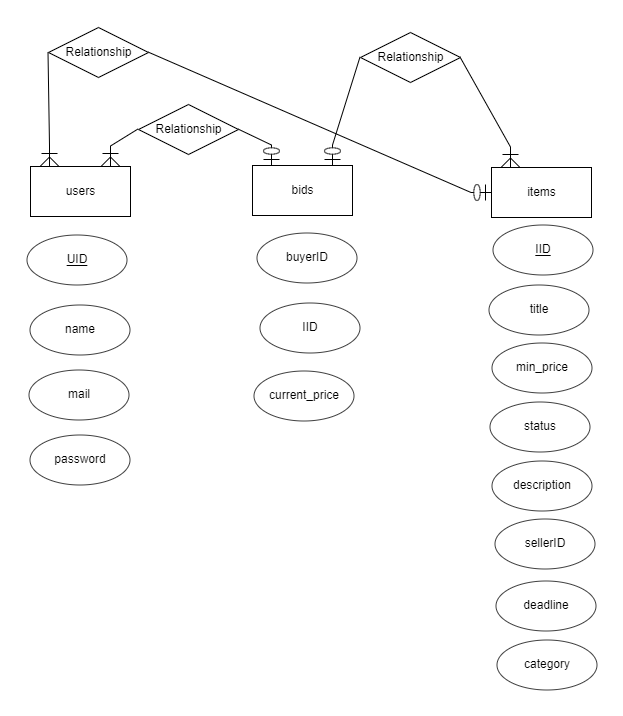 Relationship
Relationship
Relationship
users
bids
items
UID
name
mail
password
buyerID
IID
current_price
IID
title
min_price
status
description
sellerID
deadline
category